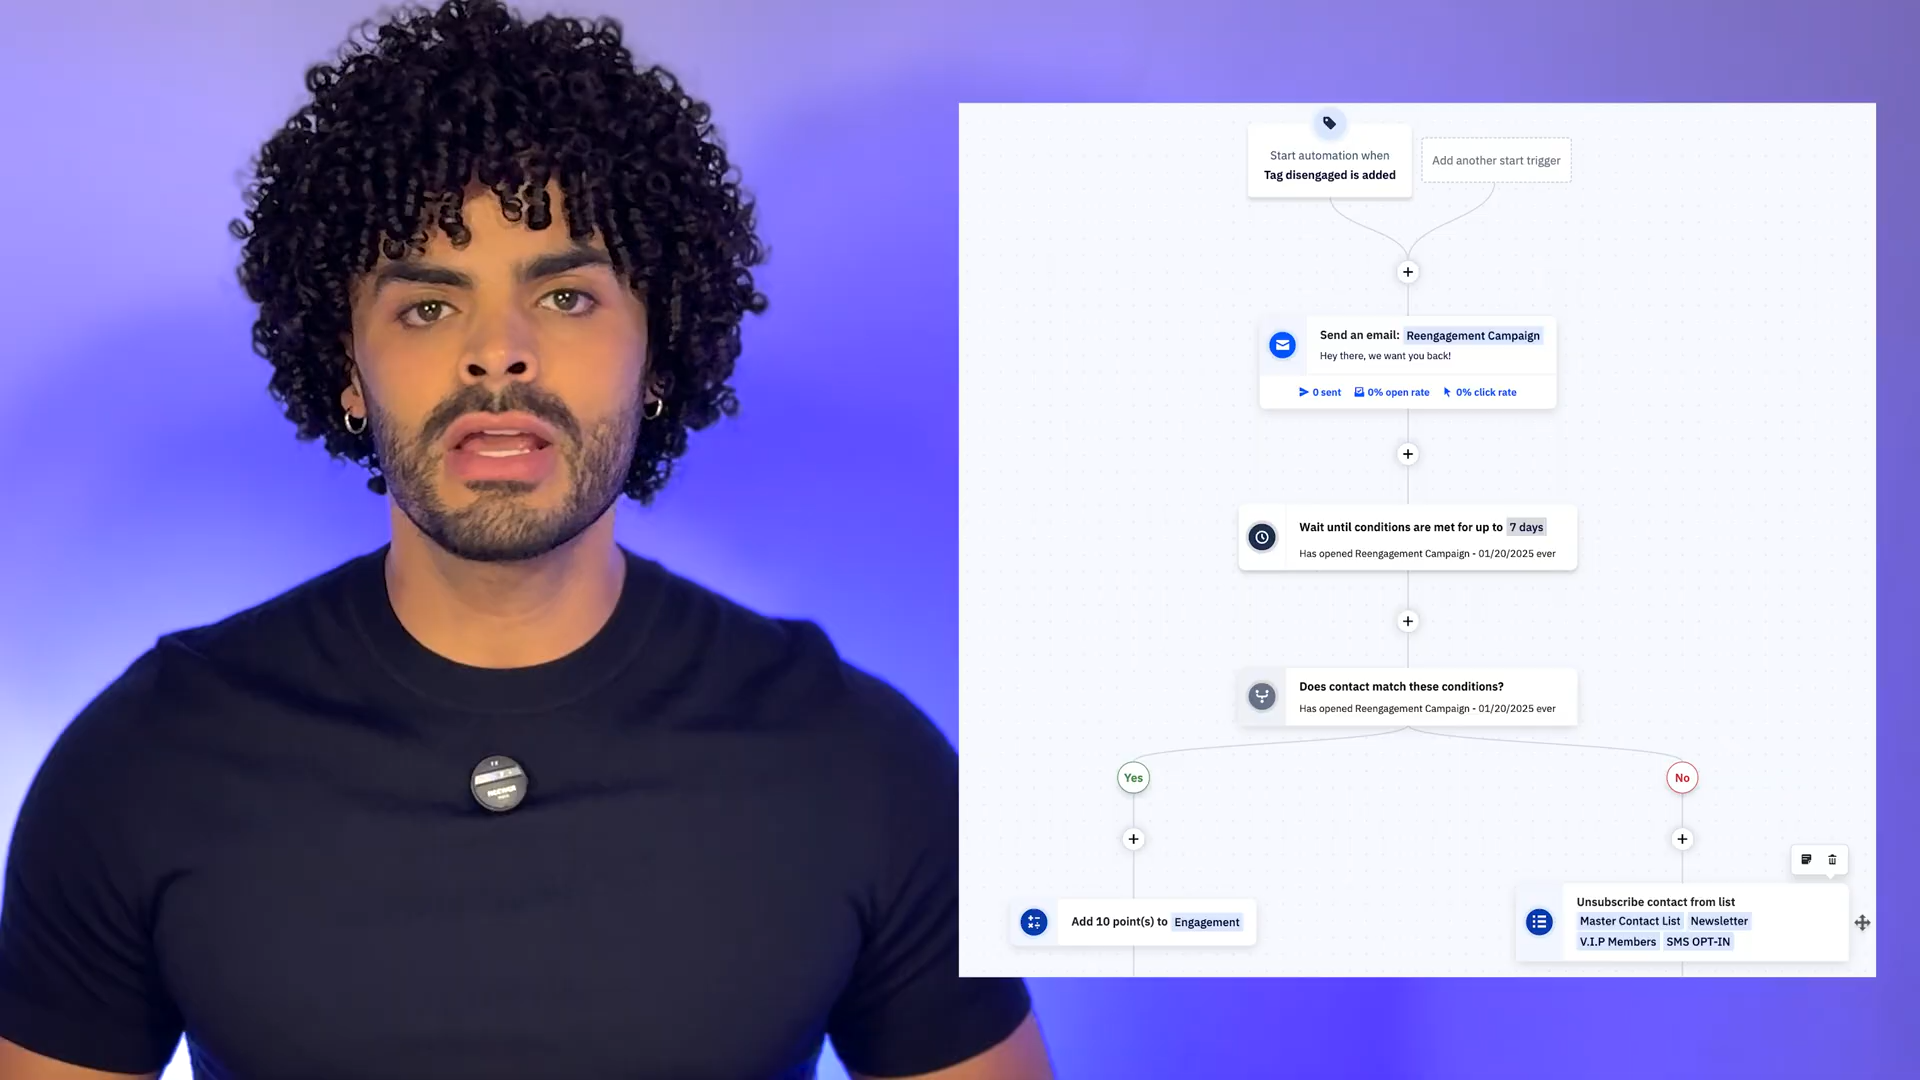 Start automation when
Tag disengaged is added
Add another start trigger
Send an email: Reengagement Campaign
Hey there, we want you back!
0 sent 0% open rate 0% click rate
Wait until conditions are met for up to 7 days
Has opened Reengagement Campaign - 01/20/2025 ever
Does contact match these conditions?
Has opened Reengagement Campaign - 01/20/2025 ever
Yes
No
Add 10 point(s) to Engagement
Unsubscribe contact from list
Master Contact List Newsletter
V.I.P Members SMS OPT-IN